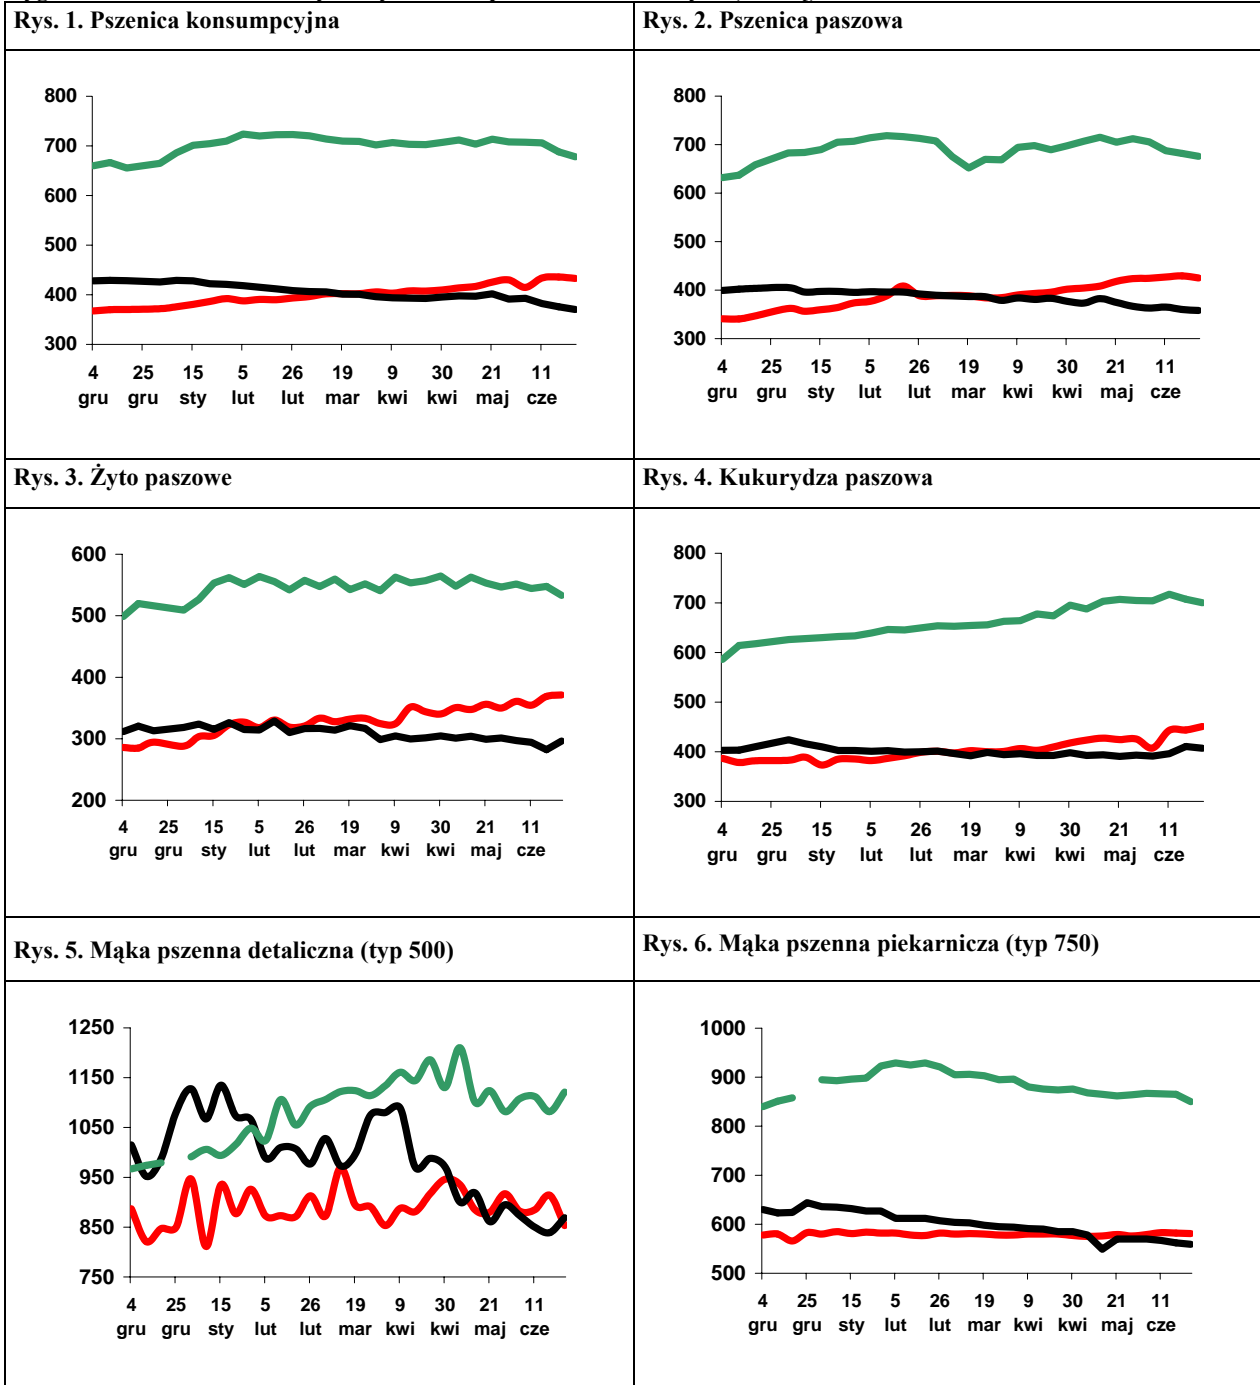 Rys. 1. Pszenica konsumpcyjna
Rys. 2. Pszenica paszowa
800
700
600
500
400
300
4 25 15 5 26 19 9 30 21 11
gru gru sty lut lut mar kwi kwi maj cze
800
700
600
500
400
300
4 25 15 5 26 19 9 30 21 11
gru gru sty lut lut mar kwi kwi maj cze
Rys. 3. Żyto paszowe
Rys. 4. Kukurydza paszowa
600
500
400
300
200
4 25 15 5 26 19 9 30 21 11
gru gru sty lut lut mar kwi kwi maj cze
800
700
600
500
400
300
4 25 15 5 26 19 9 30 21 11
gru gru sty lut lut mar kwi kwi maj cze
Rys. 5. Mąka pszenna detaliczna (typ 500)
Rys. 6. Mąka pszenna piekarnicza (typ 750)
1250
1150
1050
950
850
750
4 25 15 5 26 19 9 30 21 11
gru gru sty lut lut mar kwi kwi maj cze
1000
900
800
700
600
500
4 25 15 5 26 19 9 30 21 11
gru gru sty lut lut mar kwi kwi maj cze